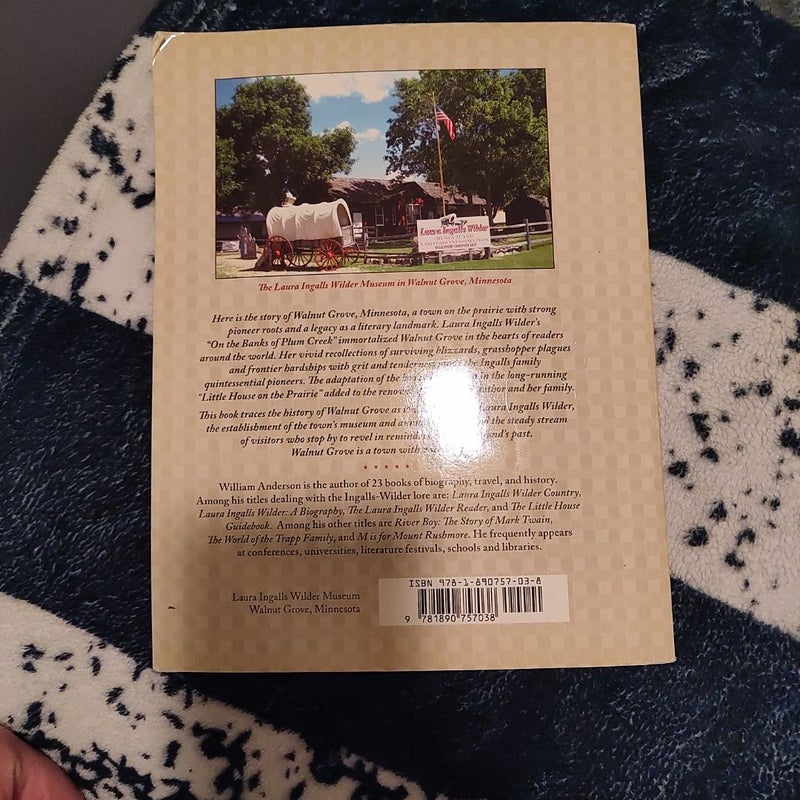 Laura Ingalls Wilder
MUSEUM AND
The Laura Ingalls Wilder Museum in Walnut Grove, Minnesota
Here is the story of Walnut Grove, Minnesota, a town on the prairie with strong
pioneer roots and a legacy as a literary landmark. Laura Ingalls Wilder's
"On the Banks of Plum Creek" immortalized Walnut Grove in the hearts of readers
around the world. Her vivid recollections of surviving blizzards, grasshopper plagues
and frontier hardships with grit and tenderness the Ingalls family
quintessential pioneers. The adaptation of the in the long-running
"Little House on the Prairie" added to the and her family.
This book traces the history of Walnut Grove as Laura Ingalls Wilder,
the establishment of the town's museum and the steady stream
of visitors who stop by to revel in past.
Walnut Grove is a town with
William Anderson is the author of 23 books of biography, travel, and history.
Among his titles dealing with the Ingalls-Wilder lore are: Laura Ingalls Wilder Country,
Laura Ingalls Wilder: A Biography, The Laura Ingalls Wilder Reader, and The Little House
Guidebook. Among his other titles are River Boy: The Story of Mark Twain,
The World of the Trapp Family, and M is for Mount Rushmore. He frequently appears
at conferences, universities, literature festivals, schools and libraries.
ISBN 978-1-890757-03-8
Laura Ingalls Wilder Museum
Walnut Grove, Minnesota
9 781890 757038